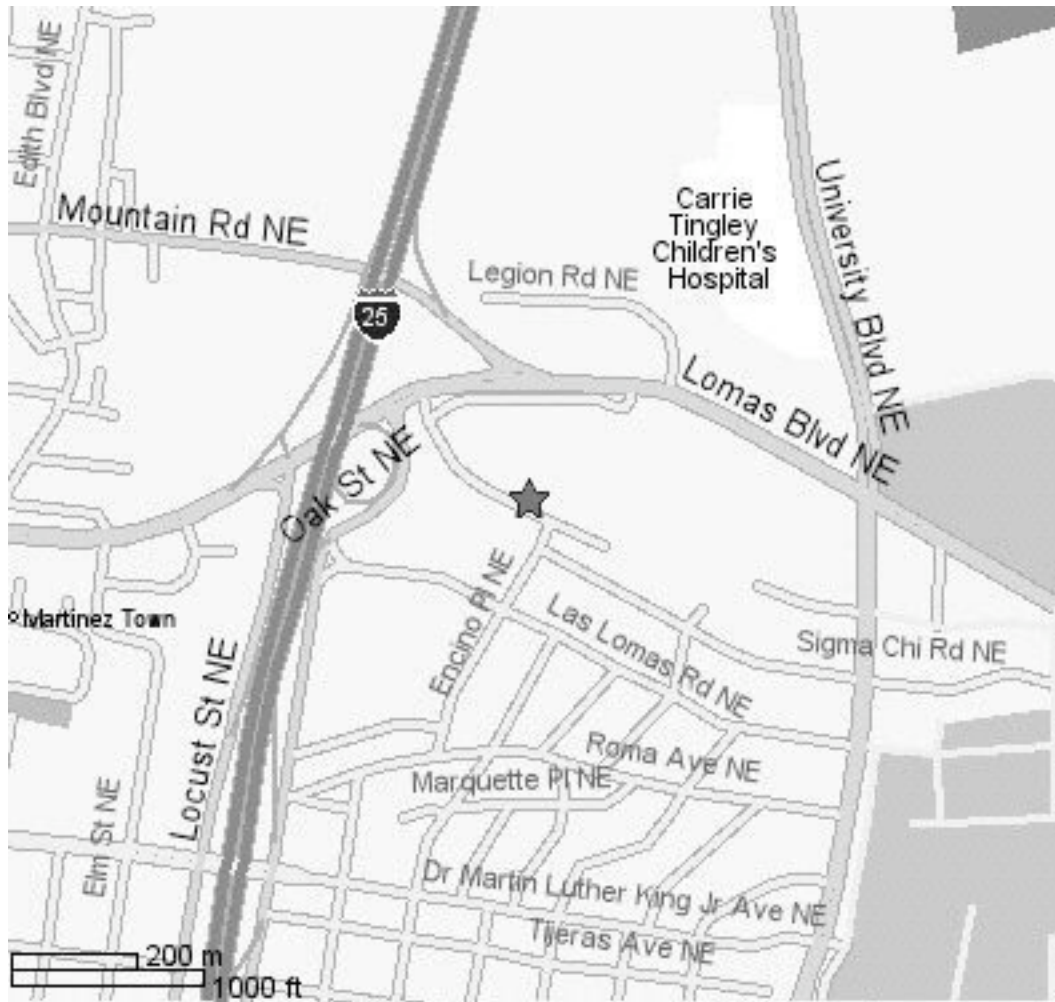 Edith Blvd NE
Mountain Rd NE
Carrie
Tingley
Children's
Hospital
University Blvd NE
Legion Rd NE
25
Lomas Blvd NE
Oak St NE
Martinez Town
Encino Pl NE
Las Lomas Rd NE
Sigma Chi Rd NE
Locust St NE
Roma Ave NE
Marquette Pl NE
Elm St NE
Dr Martin Luther King Jr Ave NE
Tijeras Ave NE
200 m
1000 ft